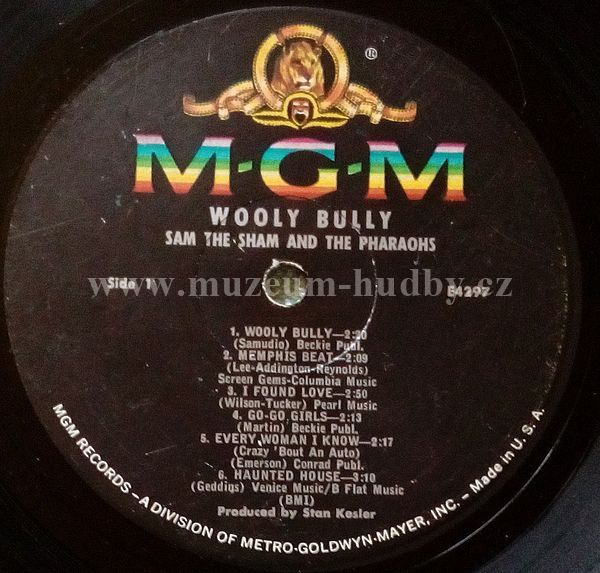 ®
M·G·M
WOOLY BULLY
SAM THE SHAM AND THE PHARAOHS
Side 1
E4297
www.muzeum-hudby.cz
1. WOOLY BULLY—2:20
(Samudio) Beckie Publ.
2. MEMPHIS BEAT—2:09
(Lee-Addington-Reynolds)
Screen Gems-Columbia Music
3. I FOUND LOVE—2:50
(Wilson-Tucker) Pearl Music
4. GO-GO GIRLS—2:13
(Martin) Beckie Publ.
5. EVERY WOMAN I KNOW—2:17
(Crazy 'Bout An Auto)
(Emerson) Conrad Publ.
6. HAUNTED HOUSE—3:10
(Geddins) Venice Music/B Flat Music
(BMI)
Produced by Stan Kesler
MGM RECORDS – A DIVISION OF METRO-GOLDWYN-MAYER, INC. – Made in U. S. A.